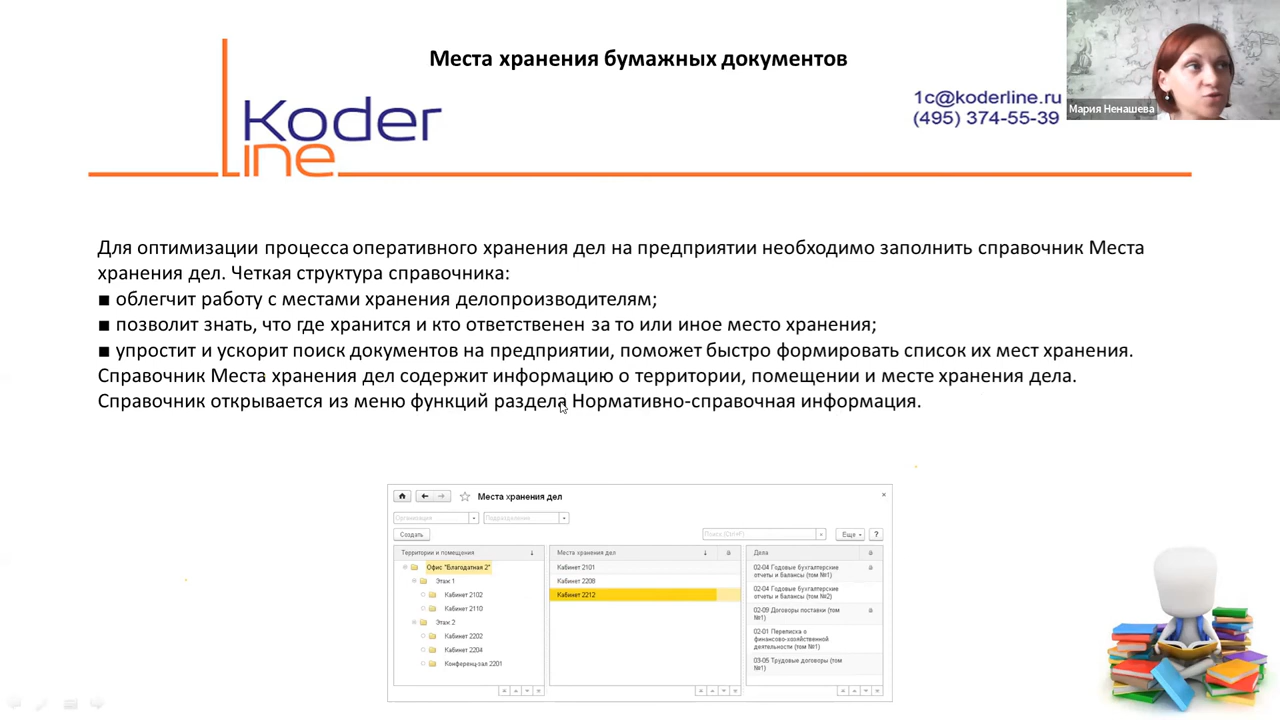 Места хранения бумажных документов
Koder
line
1c@koderline.ru
(495) 374-55-39
Мария Ненашева
Для оптимизации процесса оперативного хранения дел на предприятии необходимо заполнить справочник Места
хранения дел. Четкая структура справочника:
■ облегчит работу с местами хранения делопроизводителям;
■ позволит знать, что где хранится и кто ответственен за то или иное место хранения;
■ упростит и ускорит поиск документов на предприятии, поможет быстро формировать список их мест хранения.
Справочник Места хранения дел содержит информацию о территории, помещении и месте хранения дела.
Справочник открывается из меню функций раздела Нормативно-справочная информация.
Места хранения дел
Организация
Подразделение
Создать
Поиск (Ctrl+F)
Еще
?
Территории и помещения
Офис "Благодатная 2"
Этаж 1
Кабинет 2102
Кабинет 2110
Этаж 2
Кабинет 2202
Кабинет 2204
Конференц-зал 2201
Места хранения дел
Кабинет 2101
Кабинет 2208
Кабинет 2212
Дела
02-04 Годовые бухгалтерские
отчеты и балансы (том №1)
02-04 Годовые бухгалтерские
отчеты и балансы (том №2)
02-09 Договоры поставки (том
№1)
02-01 Переписка о
финансово-хозяйственной
деятельности (том №1)
03-05 Трудовые договоры (том
№1)